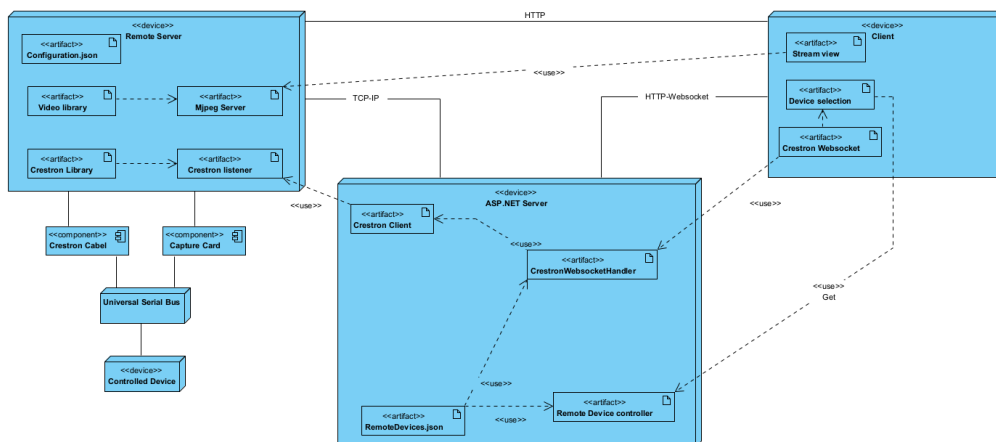 HTTP
<<device>>
Remote Server
<<artifact>>
Configuration.json
<<artifact>>
Video library
<<artifact>>
Mjpeg Server
<<artifact>>
Crestron Library
<<artifact>>
Crestron listener
<<device>>
Client
<<artifact>>
Stream view
<<artifact>>
Device selection
<<artifact>>
Crestron Websocket
<<use>>
TCP-IP
HTTP-Websocket
<<use>>
<<use>>
<<component>>
Crestron Cabel
<<component>>
Capture Card
Universal Serial Bus
<<device>>
Controlled Device
<<device>>
ASP.NET Server
<<artifact>>
Crestron Client
<<use>>
<<artifact>>
CrestronWebsocketHandler
<<use>>
Get
<<use>>
<<artifact>>
RemoteDevices.json
<<use>>
<<artifact>>
Remote Device controller